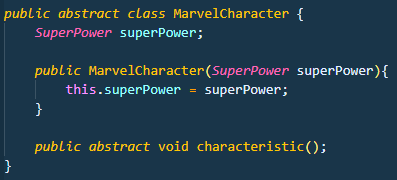 public abstract class MarvelCharacter {
SuperPower superPower;
public MarvelCharacter(SuperPower superPower){
this.superPower = superPower;
}
public abstract void characteristic();
}